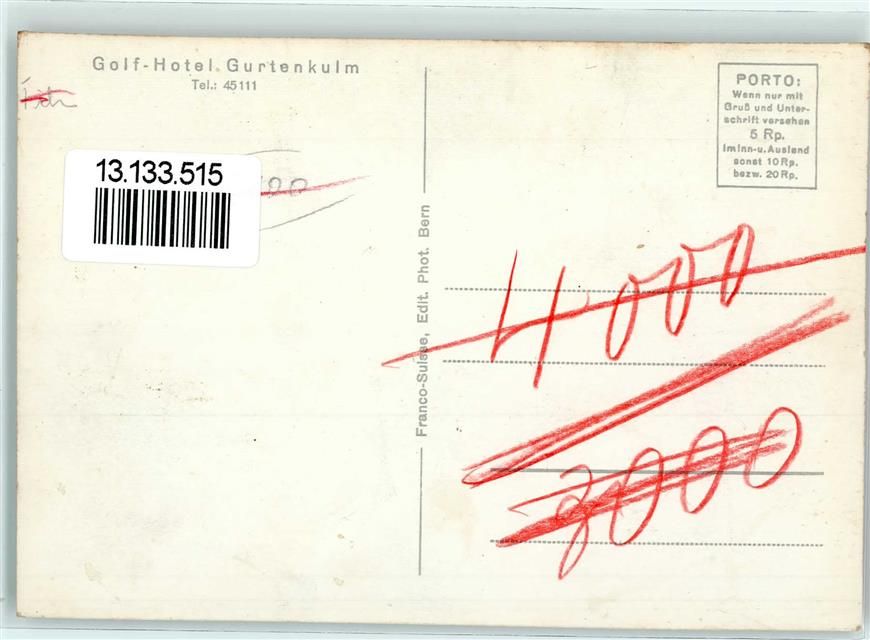 Golf-Hotel Gurtenkulm
Tel.: 45111
13.133.515
Franco-Suisse, Edit. Phot. Bern
PORTO:
Wenn nur mit
Gruß und Unter-
schrift versehen
5 Rp.
im Inn-u. Ausland
sonst 10 Rp.
bezw. 20 Rp.
4000